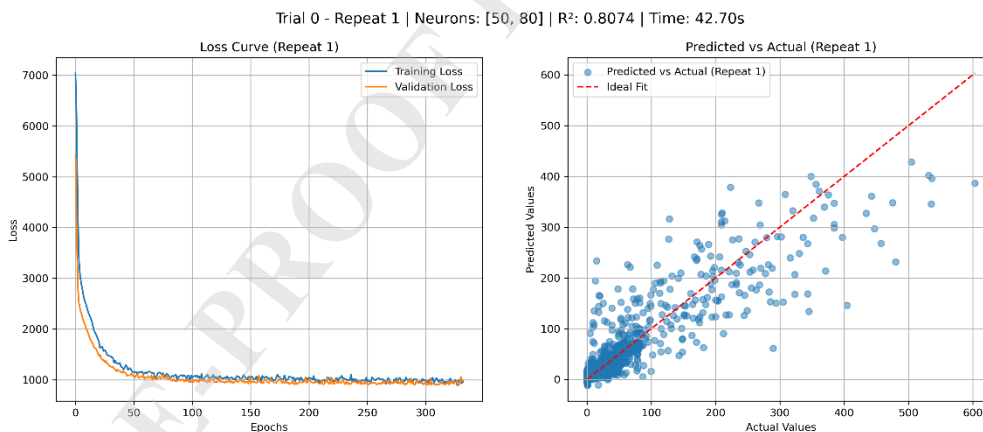 Trial 0 - Repeat 1 | Neurons: [50, 80] | R²: 0.8074 | Time: 42.70s
Loss Curve (Repeat 1)
7000
6000
5000
4000
3000
2000
1000
Loss
Training Loss
Validation Loss
0 50 100 150 200 250 300
Epochs
Predicted vs Actual (Repeat 1)
600
500
400
300
200
100
0
Predicted Values
Predicted vs Actual (Repeat 1)
Ideal Fit
0 100 200 300 400 500 600
Actual Values
E-PROOF